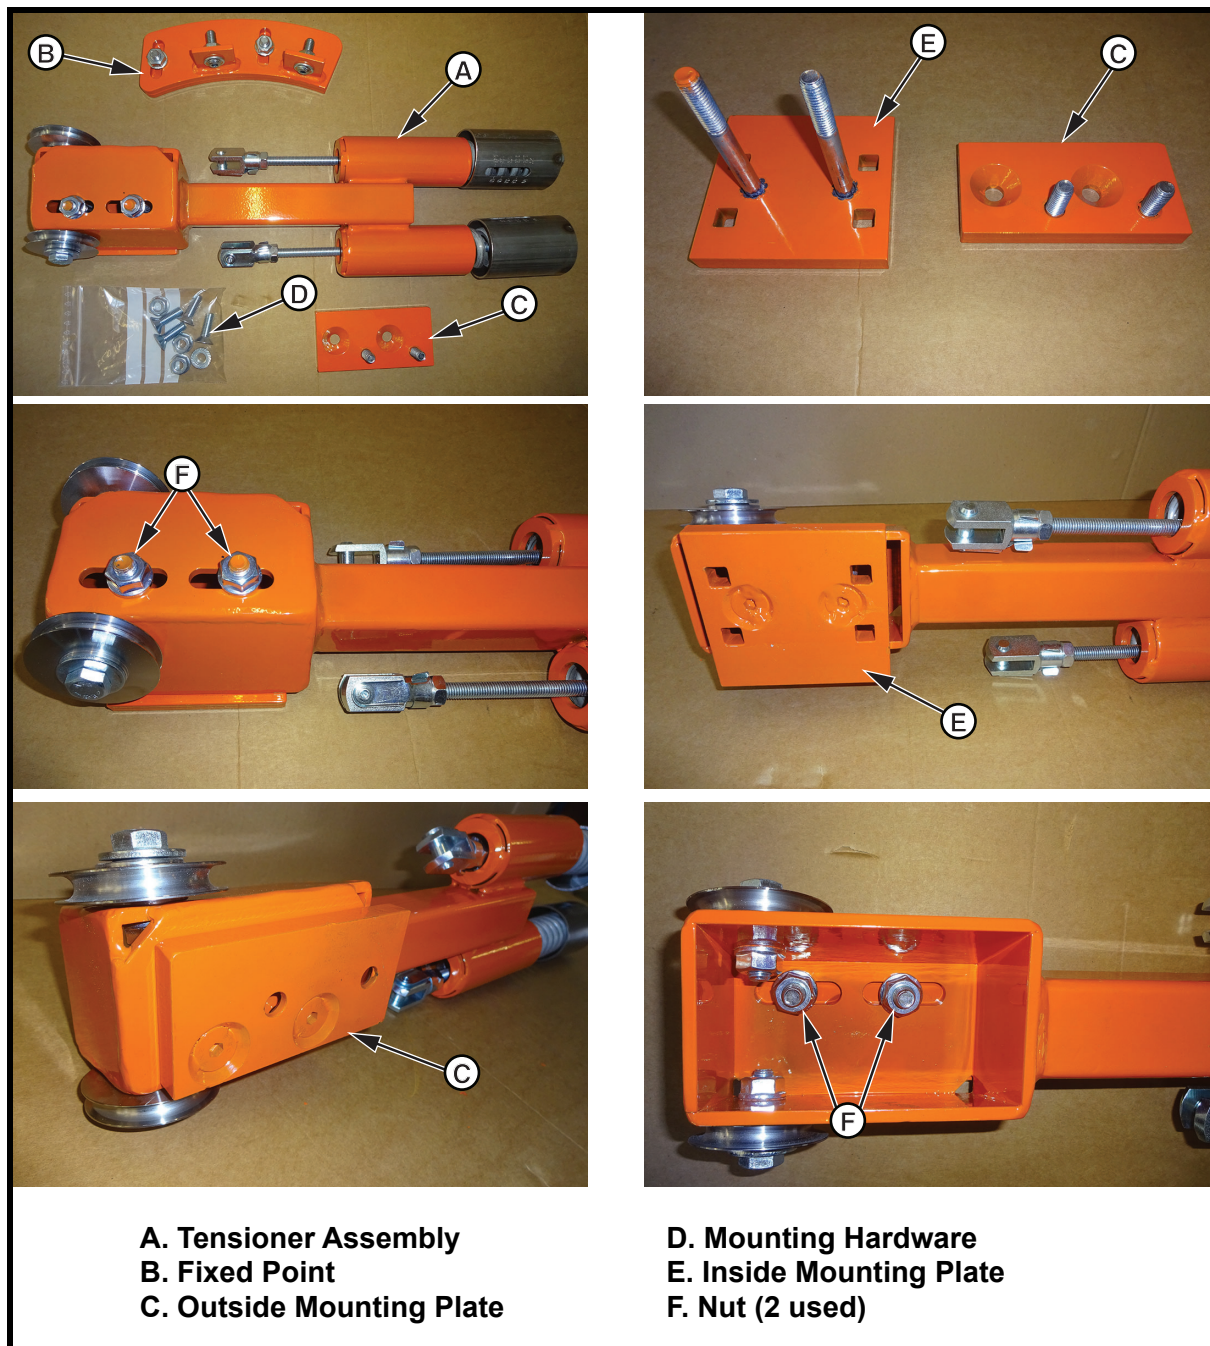 B
A
D
C
E
C
F
E
C
F
A. Tensioner Assembly
B. Fixed Point
C. Outside Mounting Plate
D. Mounting Hardware
E. Inside Mounting Plate
F. Nut (2 used)